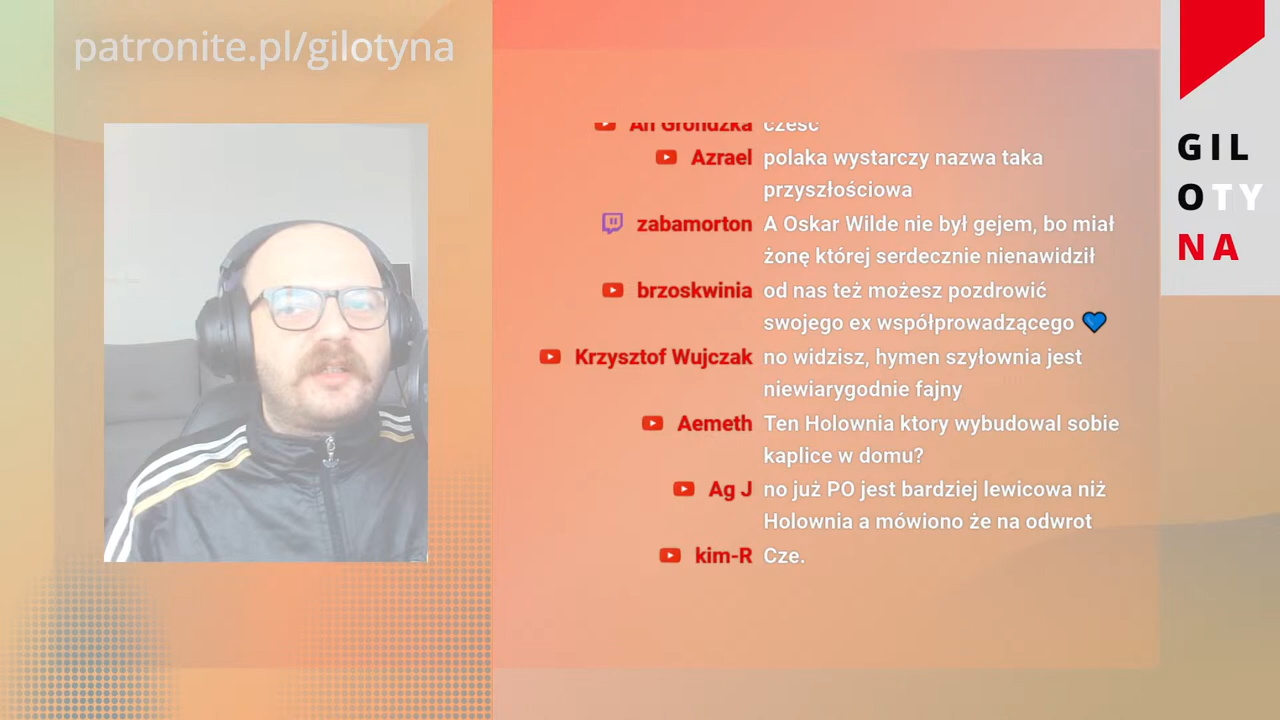 patronite.pl/gilotyna
An Grondzka cześć
Azrael polaka wystarczy nazwa taka
przyszłościowa
zabamorton A Oskar Wilde nie był gejem, bo miał
żonę której serdecznie nienawidził
brzoskwinia od nas też możesz pozdrowić
swojego ex współprowadzącego
Krzysztof Wujczak no widzisz, hymen szyłownia jest
niewiarygodnie fajny
Aemeth Ten Holownia ktory wybudowal sobie
kaplice w domu?
Ag J no już PO jest bardziej lewicowa niż
Holownia a mówiono że na odwrot
kim-R Cze.
GIL
OTY
NA